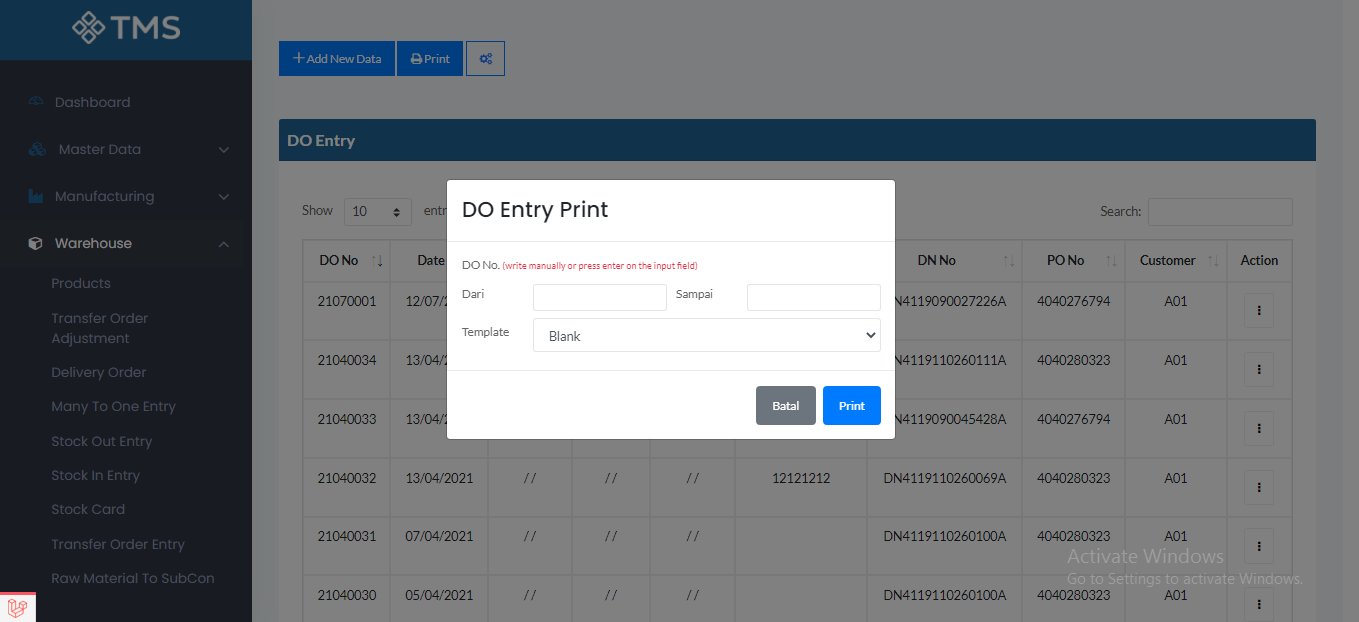 TMS
Add New Data
Print
Dashboard
Master Data
Manufacturing
Warehouse
Products
Transfer Order
Adjustment
Delivery Order
Many To One Entry
Stock Out Entry
Stock In Entry
Stock Card
Transfer Order Entry
Raw Material To SubCon
DO Entry
Show 10 entr
Search:
DO Entry Print
DO No. (write manually or press enter on the input field)
Dari
Sampai
Template
Blank
Batal
Print
DO No Date DN No PO No Customer Action
21070001 12/07/2 N4119090027226A 4040276794 A01
21040034 13/04/2 N4119110260111A 4040280323 A01
21040033 13/04/2 N4119090045428A 4040276794 A01
21040032 13/04/2021 / / / / / / 12121212 DN4119110260069A 4040280323 A01
21040031 07/04/2021 / / / / / / DN4119110260100A 4040280323 A01
21040030 05/04/2021 / / / / / / DN4119110260100A 4040280323 A01
Activate Windows
Go to Settings to activate Windows.